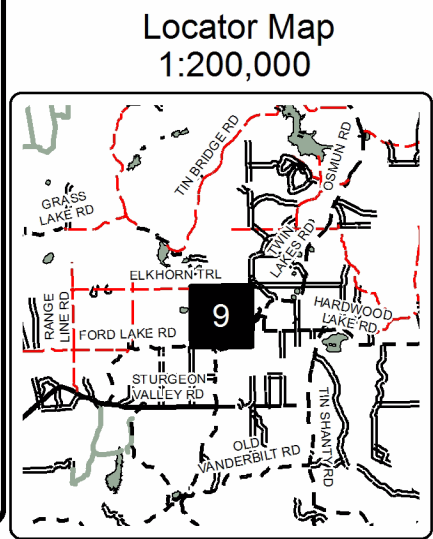 Locator Map
1:200,000
TIN BRIDGE RD
OSMUN RD
GRASS
LAKE RD
TWIN
LAKES RD
ELKHORN TRL
RANGE
LINE RD
9
HARDWOOD
LAKE RD
FORD LAKE RD
STURGEON
VALLEY RD
TIN SHANTY RD
OLD
VANDERBILT RD